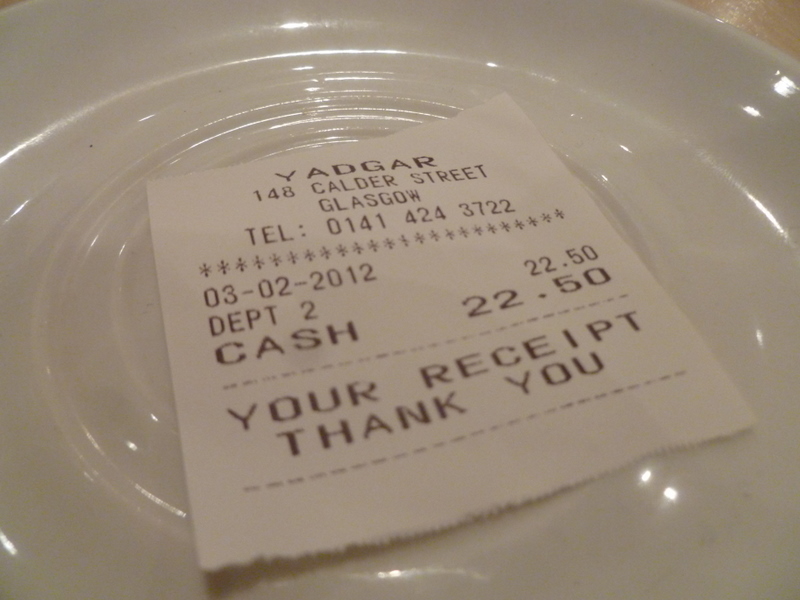 YADGAR
148 CALDER STREET
GLASGOW
TEL: 0141 424 3722
**********************
03-02-2012
DEPT 2 22.50
CASH 22.50
YOUR RECEIPT
THANK YOU